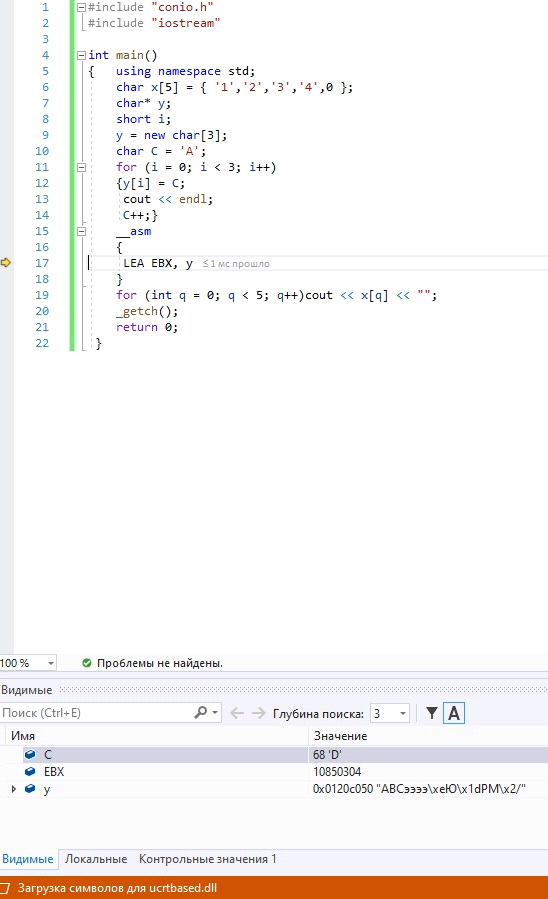 1 #include "conio.h"
2 #include "iostream"
3
4 int main()
5 { using namespace std;
6 char x[5] = { '1','2','3','4',0 };
7 char* y;
8 short i;
9 y = new char[3];
10 char C = 'A';
11 for (i = 0; i < 3; i++)
12 {y[i] = C;
13 cout << endl;
14 C++;}
15 __asm
16 {
17 LEA EBX, y ≤1 мс прошло
18 }
19 for (int q = 0; q < 5; q++)cout << x[q] << "";
20 _getch();
21 return 0;
22 }
100 % Проблемы не найдены.
Видимые
Поиск (Ctrl+E) Глубина поиска: 3 A
Имя Значение
C 68 'D'
EBX 10850304
y 0x0120c050 "ABCээээ\xeЮ\x1dPM\x2/"
Видимые Локальные Контрольные значения 1
Загрузка символов для ucrtbased.dll